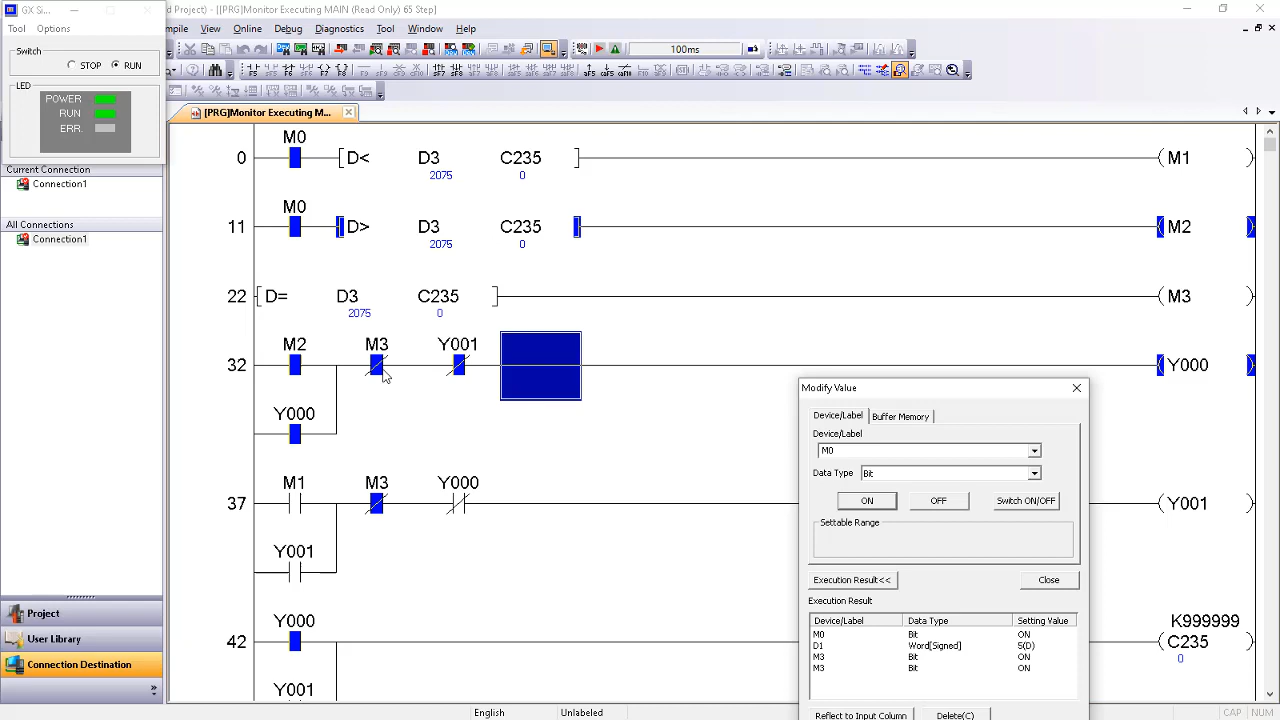 GX Si...
d Project) - [[PRG]Monitor Executing MAIN (Read Only) 65 Step]
Tool Options
mpile View Online Debug Diagnostics Tool Window Help
Switch
STOP RUN
100ms
LED
POWER
RUN
ERR.
[PRG]Monitor Executing M...
Current Connection
Connection1
All Connections
Connection1
M0
0 D< D3 C235 M1
2075 0
M0
11 D> D3 C235 M2
2075 0
22 D= D3 C235 M3
2075 0
M2 M3 Y001
32 Y000
Y000
M1 M3 Y000
37 Y001
Y001
Y000 K999999
42 C235
0
Y001
Modify Value
Device/Label Buffer Memory
Device/Label
M0
Data Type Bit
ON OFF Switch ON/OFF
Settable Range
Execution Result<< Close
Execution Result
Device/Label Data Type Setting Value
M0 Bit ON
D1 Word[Signed] 5(D)
M3 Bit ON
M3 Bit ON
Reflect to Input Column Delete(C)
Project
User Library
Connection Destination
English Unlabeled CAP NUM